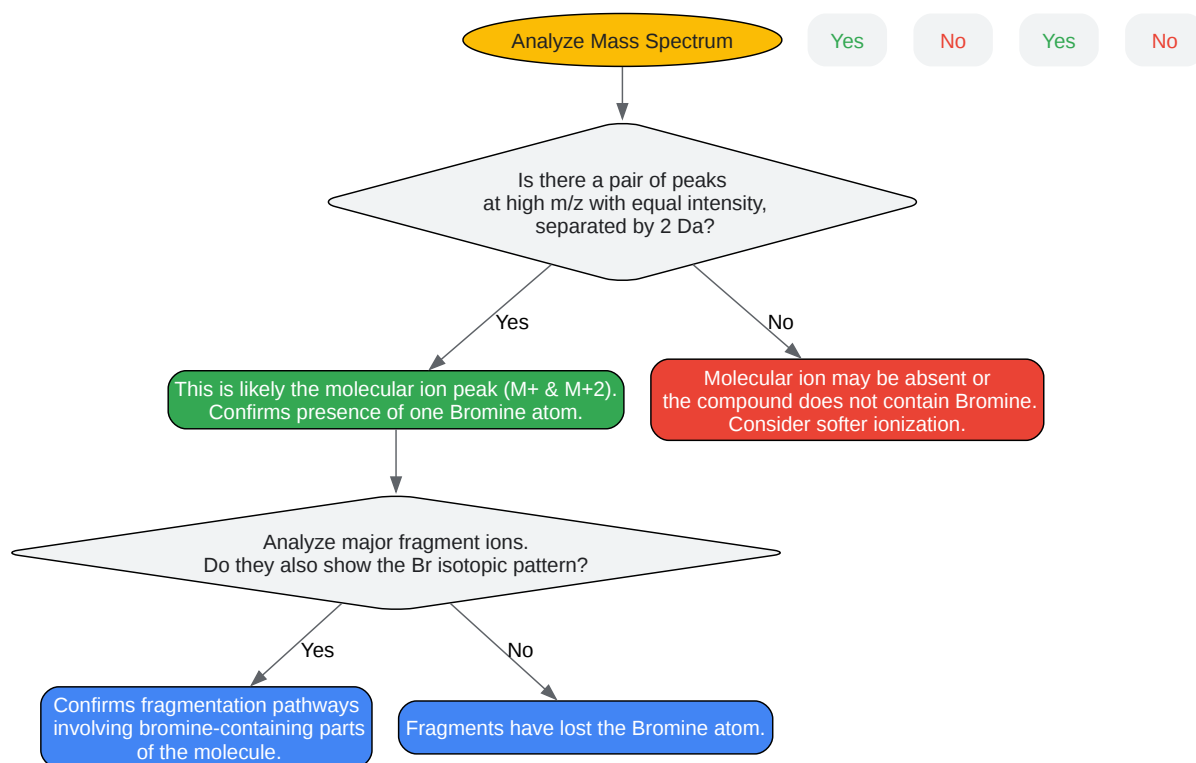 Analyze Mass Spectrum
Yes
No
Yes
No
Is there a pair of peaks
at high m/z with equal intensity,
separated by 2 Da?
Yes
No
This is likely the molecular ion peak (M+ & M+2).
Confirms presence of one Bromine atom.
Molecular ion may be absent or
the compound does not contain Bromine.
Consider softer ionization.
Analyze major fragment ions.
Do they also show the Br isotopic pattern?
Yes
No
Confirms fragmentation pathways
involving bromine-containing parts
of the molecule.
Fragments have lost the Bromine atom.